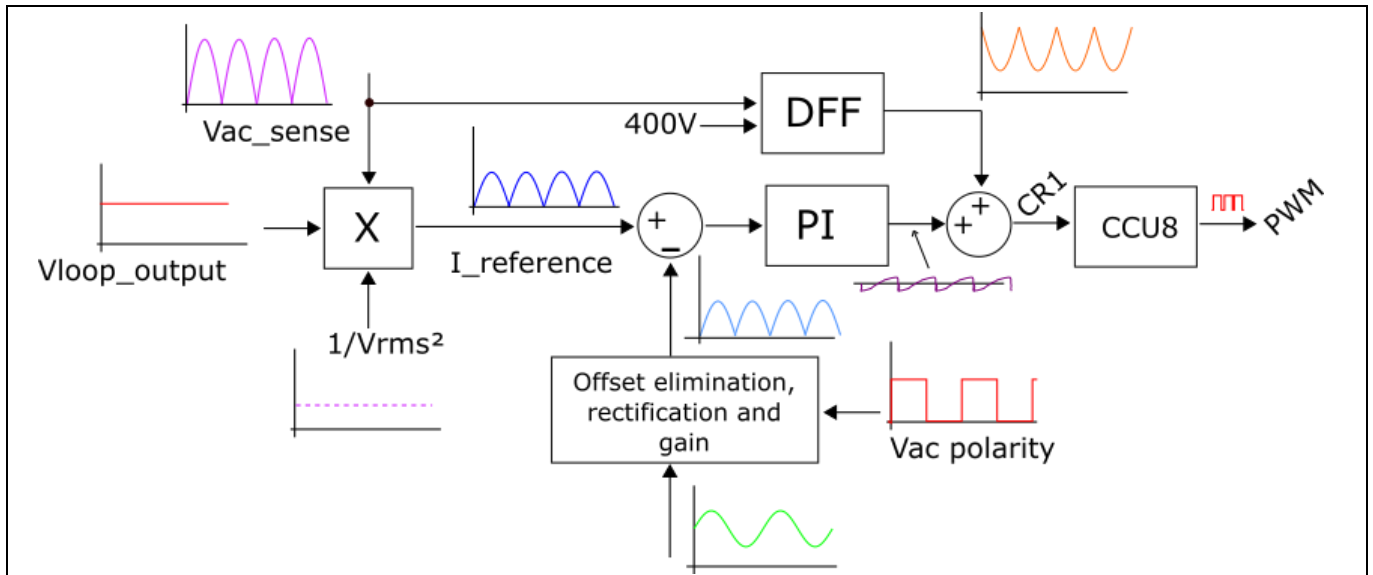 Vac_sense
400V
DFF
Vloop_output
X
I_reference
+
−
PI
+
+
CR1
CCU8
PWM
1/Vrms²
Offset elimination,
rectification and
gain
Vac polarity